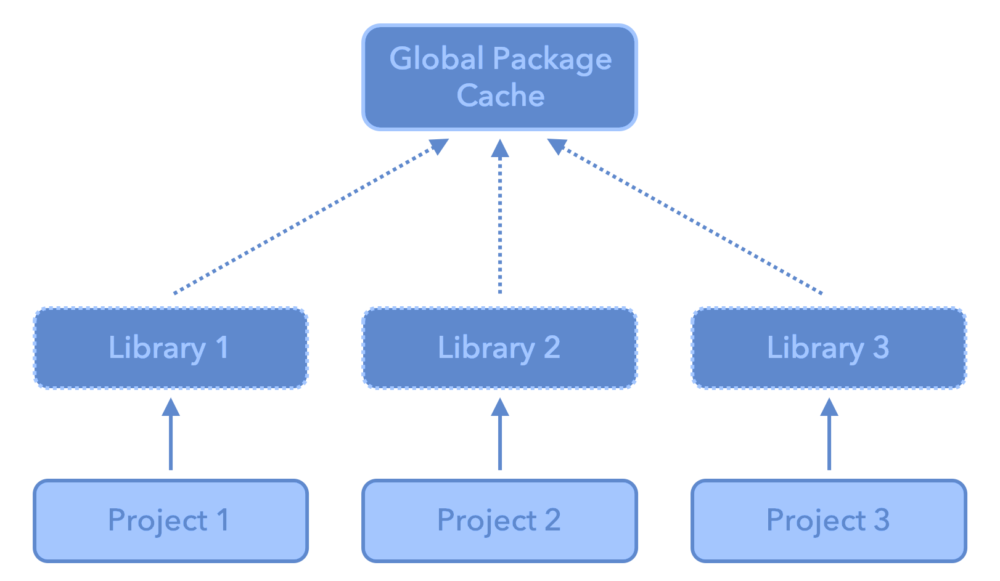 Global Package
Cache
Library 1
Library 2
Library 3
Project 1
Project 2
Project 3